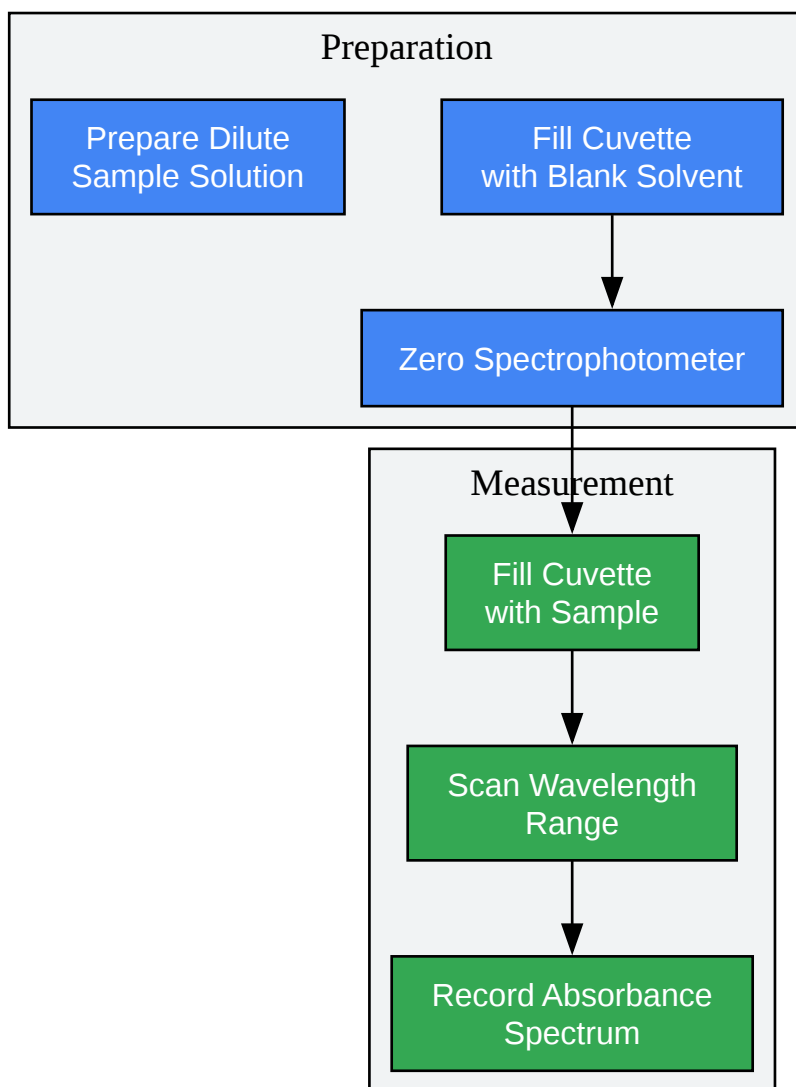 Preparation
Prepare Dilute
Sample Solution
Fill Cuvette
with Blank Solvent
Zero Spectrophotometer
Measurement
Fill Cuvette
with Sample
Scan Wavelength
Range
Record Absorbance
Spectrum